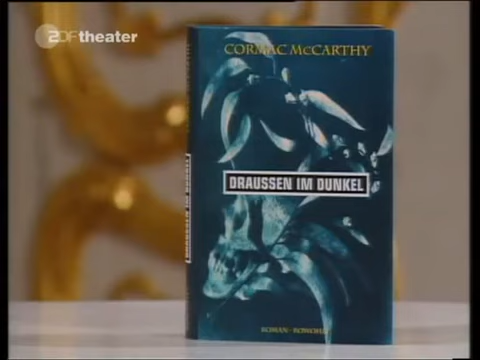 ZDFtheater
CORMAC McCARTHY
DRAUSSEN IM DUNKEL
ROMAN · ROWOHLT